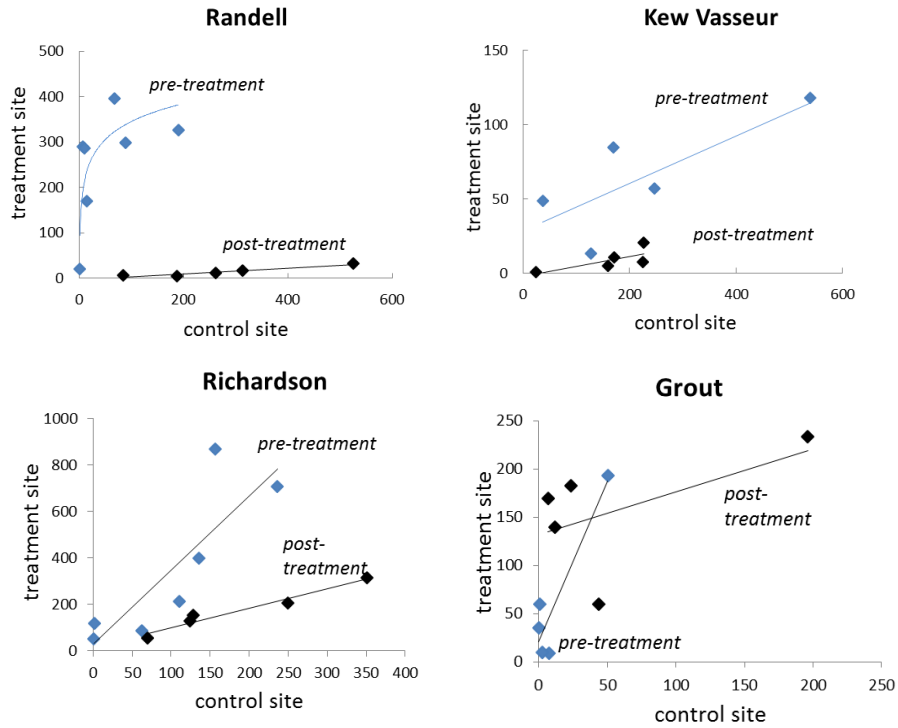 Randell
500
400
300
200
100
0
0 200 400 600
treatment site
control site
pre-treatment
post-treatment
Kew Vasseur
150
100
50
0
0 200 400 600
treatment site
control site
pre-treatment
post-treatment
Richardson
1000
800
600
400
200
0
0 50 100 150 200 250 300 350 400
treatment site
control site
pre-treatment
post-
treatment
Grout
250
200
150
100
50
0
0 50 100 150 200 250
treatment site
control site
post-
treatment
pre-treatment